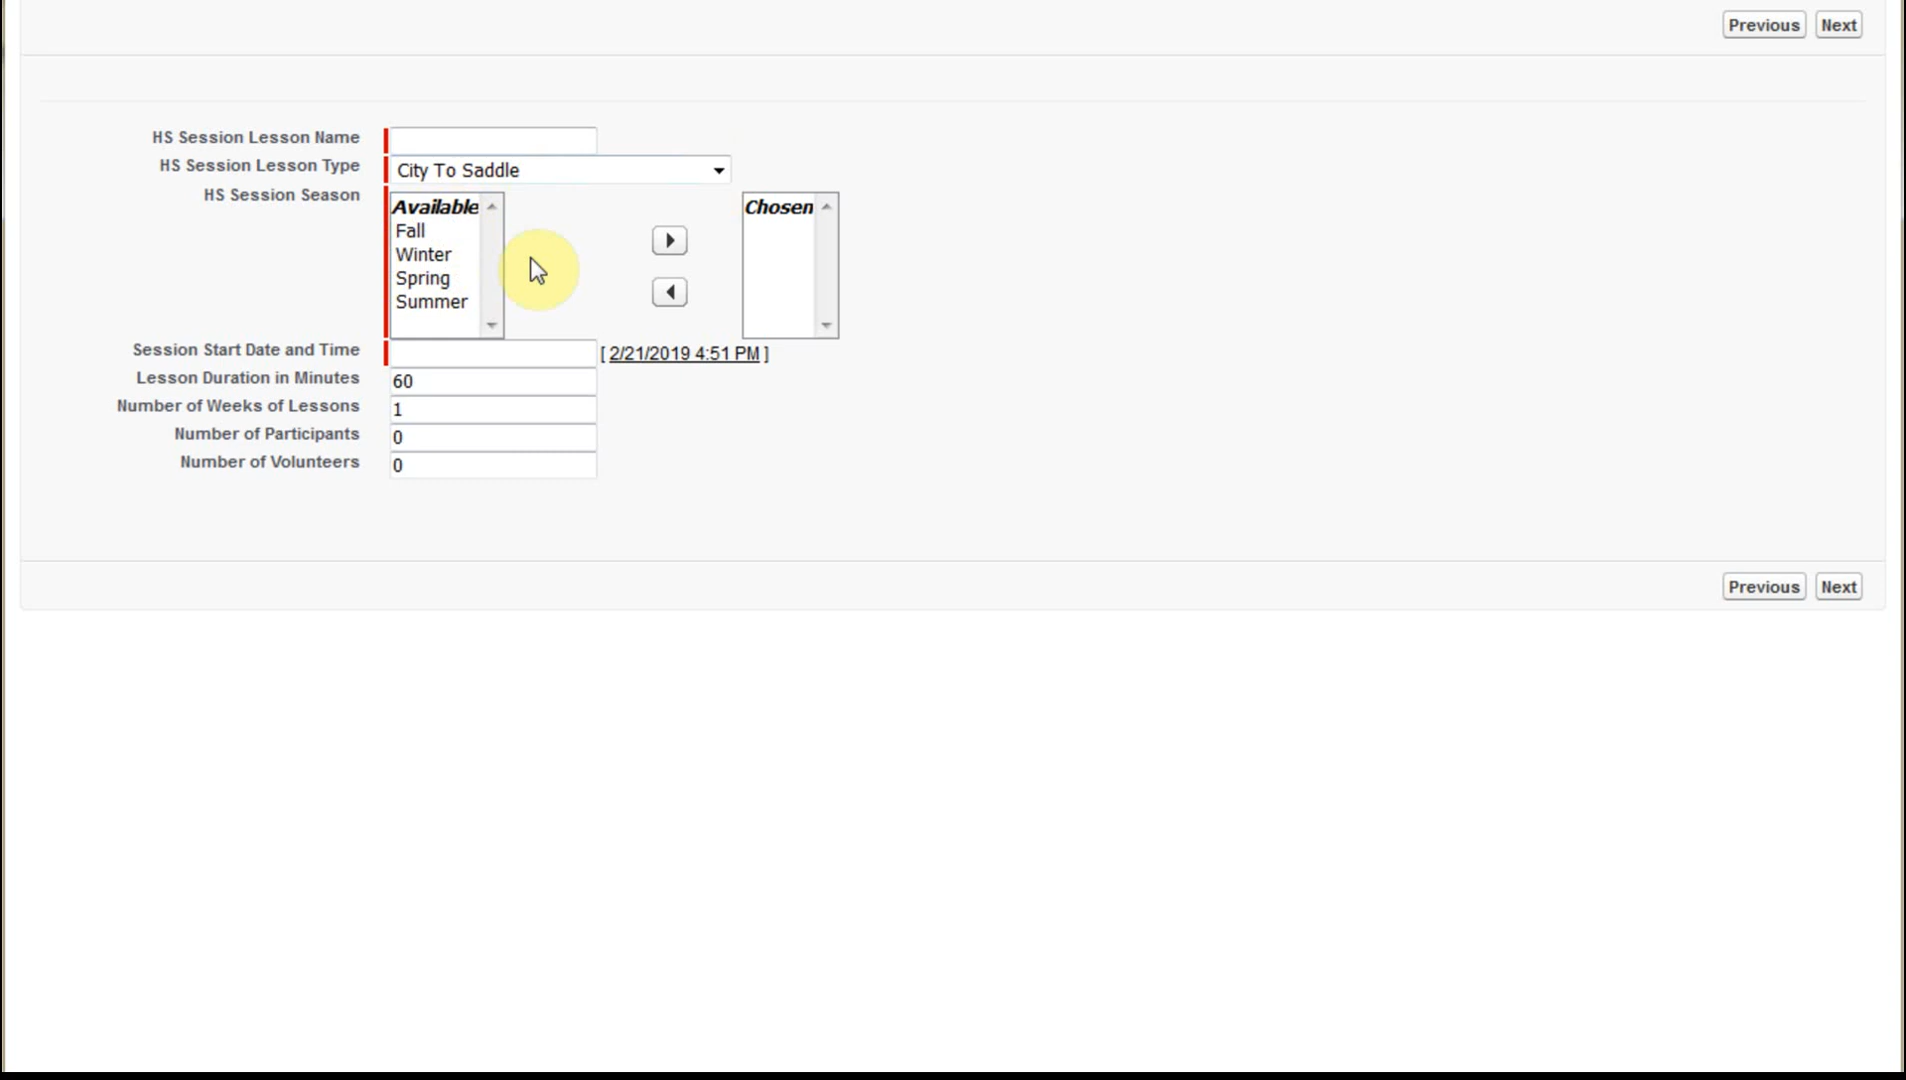 Previous Next
HS Session Lesson Name
HS Session Lesson Type City To Saddle
HS Session Season Available Chosen
Fall
Winter
Spring
Summer
Session Start Date and Time [ 2/21/2019 4:51 PM ]
Lesson Duration in Minutes 60
Number of Weeks of Lessons 1
Number of Participants 0
Number of Volunteers 0
Previous Next